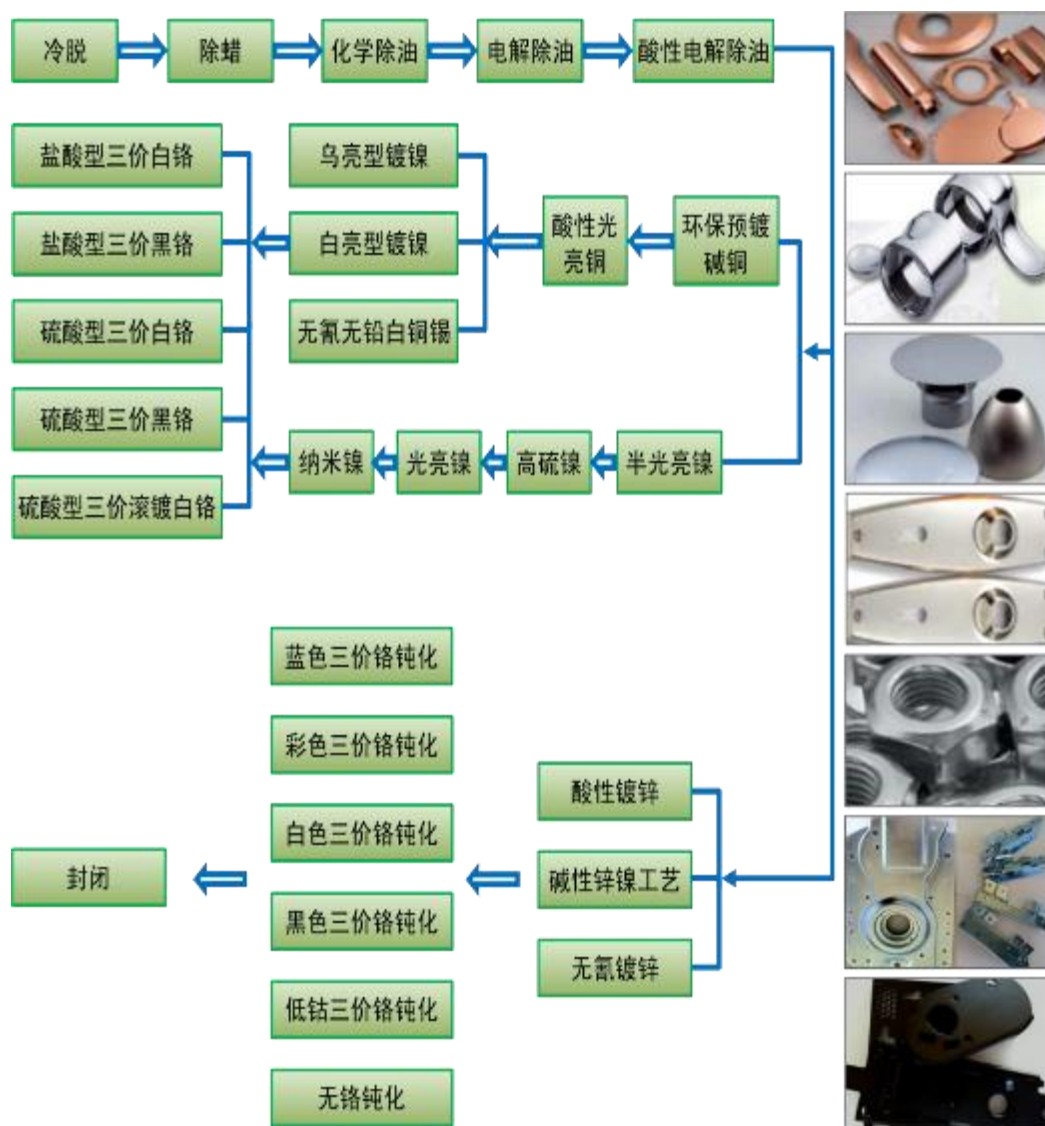 冷脱
除蜡
化学除油
电解除油
酸性电解除油
盐酸型三价白铬
盐酸型三价黑铬
硫酸型三价白铬
硫酸型三价黑铬
硫酸型三价滚镀白铬
乌亮型镀镍
白亮型镀镍
无氰无铅白铜锡
酸性光
亮铜
环保预镀
碱铜
纳米镍
光亮镍
高硫镍
半光亮镍
蓝色三价铬钝化
彩色三价铬钝化
白色三价铬钝化
黑色三价铬钝化
低钴三价铬钝化
无铬钝化
酸性镀锌
碱性锌镍工艺
无氰镀锌
封闭